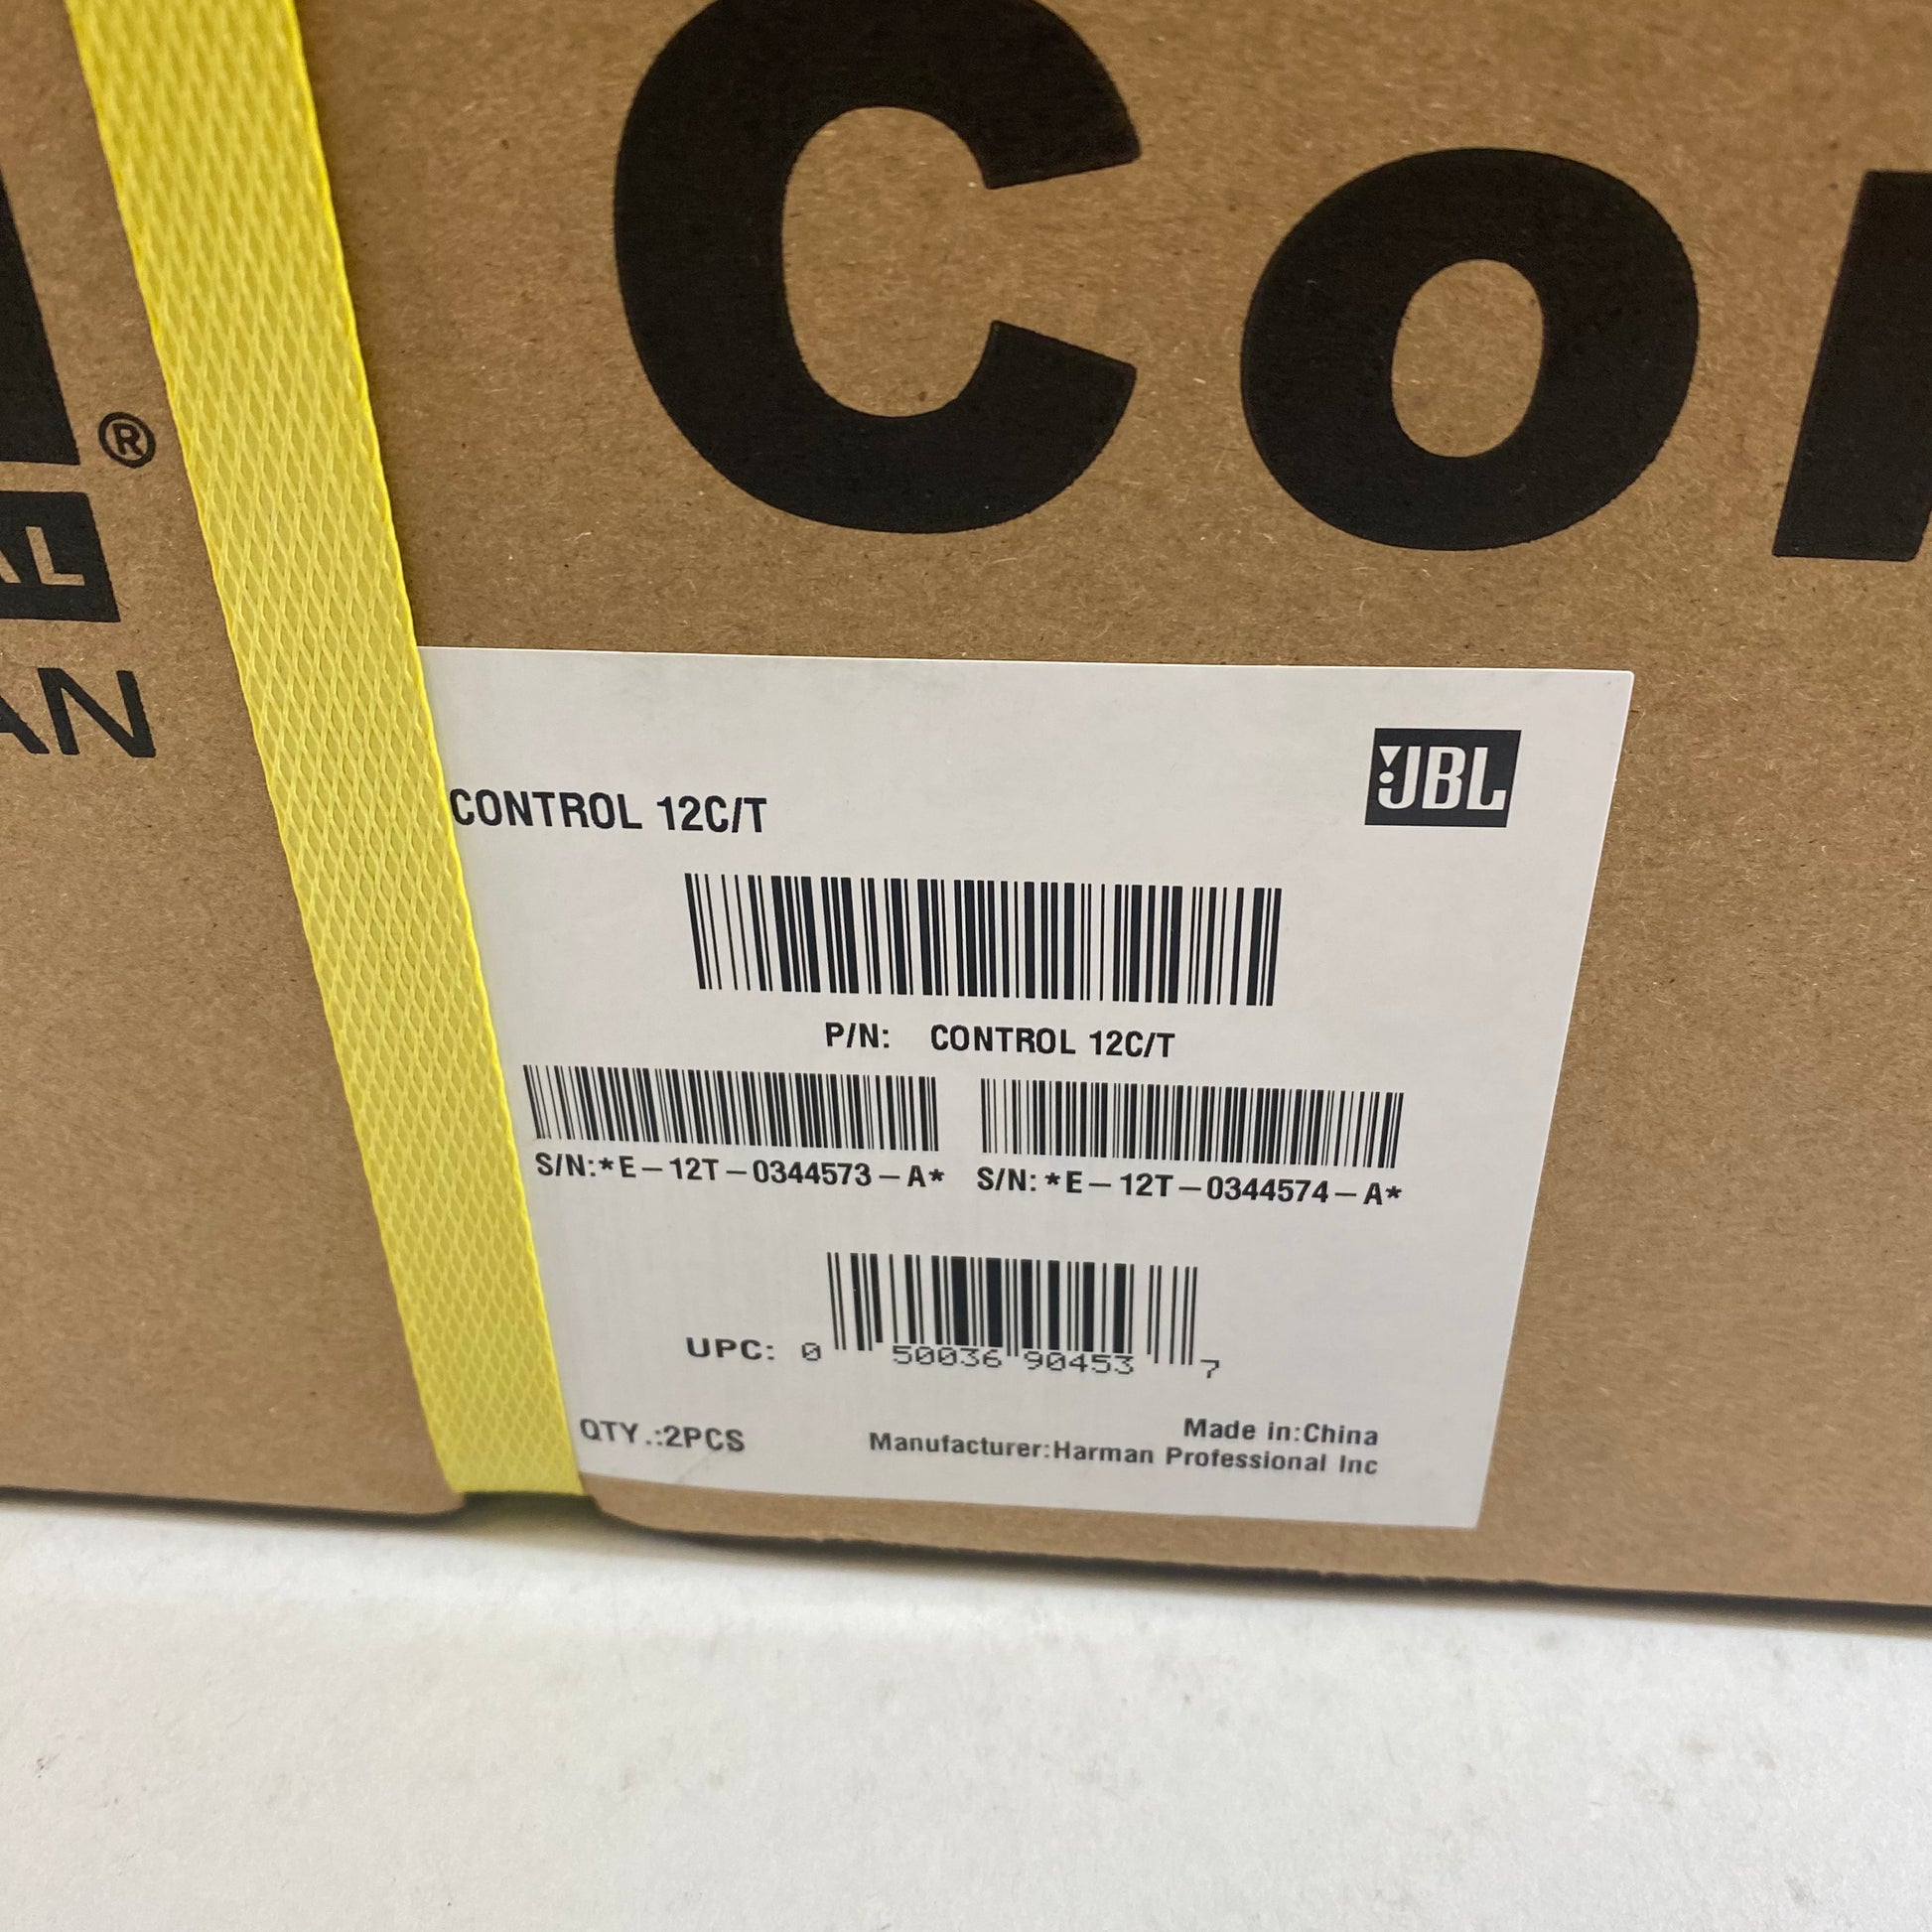 Co
®
AL
AN
JBL
CONTROL 12C/T
P/N: CONTROL 12C/T
S/N:*E-12T-0344573-A* S/N:*E-12T-0344574-A*
UPC: 0 50036 90453 7
QTY.:2PCS
Made in:China
Manufacturer:Harman Professional Inc